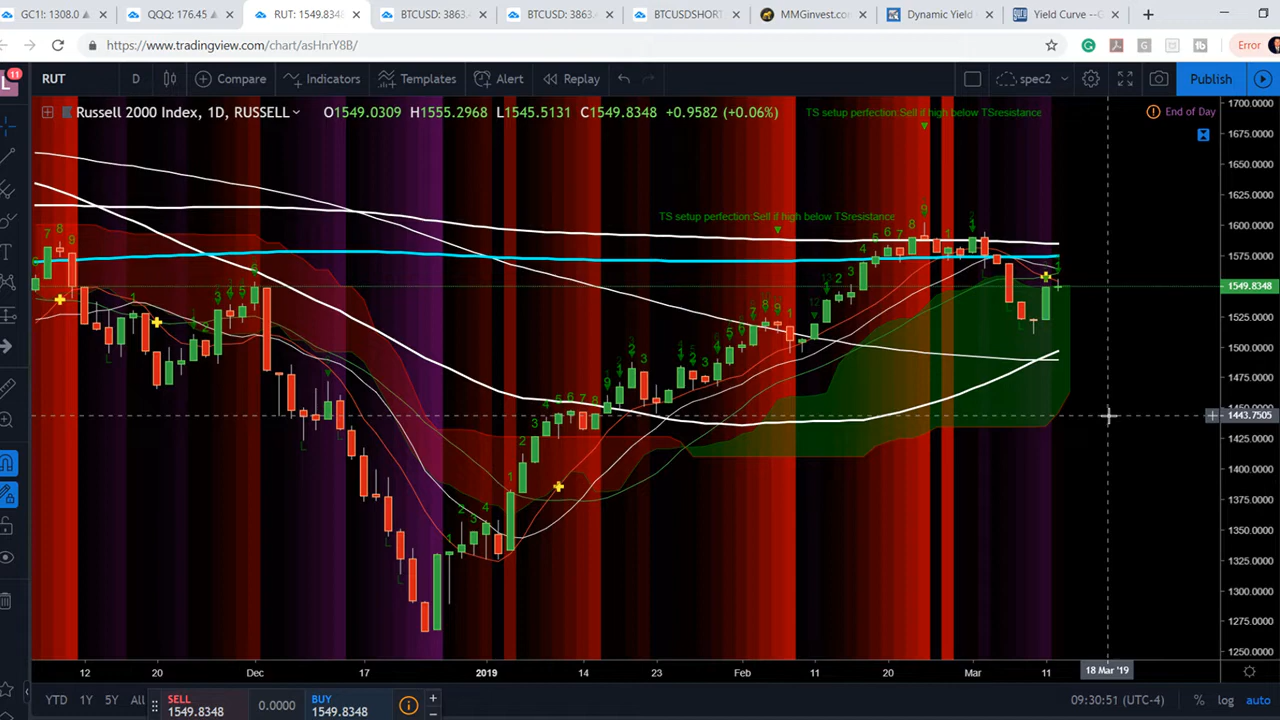 GC1!: 1308.0
QQQ: 176.45
RUT: 1549.8348
BTCUSD: 3863.
BTCUSD: 3863.
BTCUSDSHORT
MMGinvest.co
Dynamic Yield
Yield Curve --G
https://www.tradingview.com/chart/asHnrY8B/
Error
11
RUT
D
Compare
Indicators
Templates
Alert
Replay
spec2
Publish
Russell 2000 Index, 1D, RUSSELL
O1549.0309 H1555.2968 L1545.5131 C1549.8348 +0.9582 (+0.06%)
TS setup perfection:Sell if high below TSresistance
End of Day
TS setup perfection:Sell if high below TSresistance
1700.0000
1675.0000
1650.0000
1625.0000
1600.0000
1575.0000
1549.8348
1525.0000
1500.0000
1475.0000
1443.7505
1425.0000
1400.0000
1375.0000
1350.0000
1325.0000
1300.0000
1275.0000
1250.0000
12 20 Dec 17 2019 14 23 Feb 11 20 Mar 11 18 Mar '19
YTD 1Y 5Y All
SELL
1549.8348
0.0000
BUY
1549.8348
09:30:51 (UTC-4)
% log auto